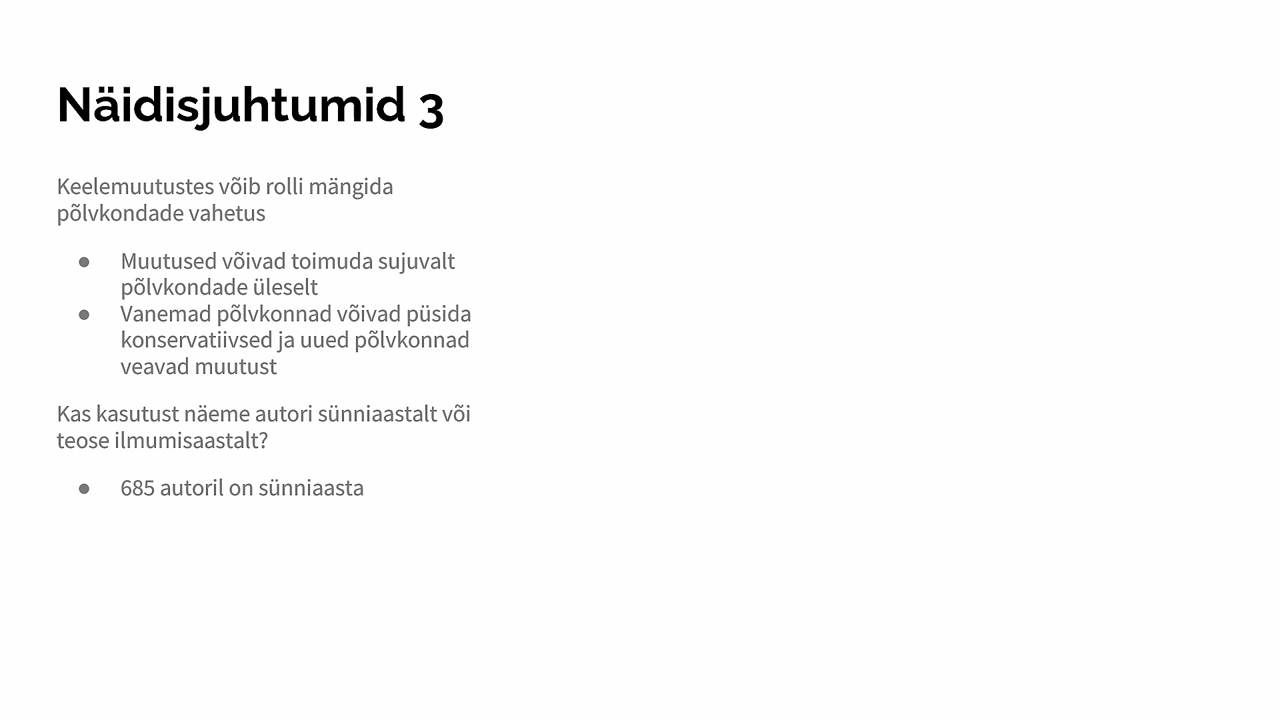 Näidisjuhtumid 3
Keelemuutustes võib rolli mängida
põlvkondade vahetus
● Muutused võivad toimuda sujuvalt
põlvkondade üleselt
● Vanemad põlvkonnad võivad püsida
konservatiivsed ja uued põlvkonnad
veavad muutust
Kas kasutust näeme autori sünniaastalt või
teose ilmumisaastalt?
● 685 autoril on sünniaasta